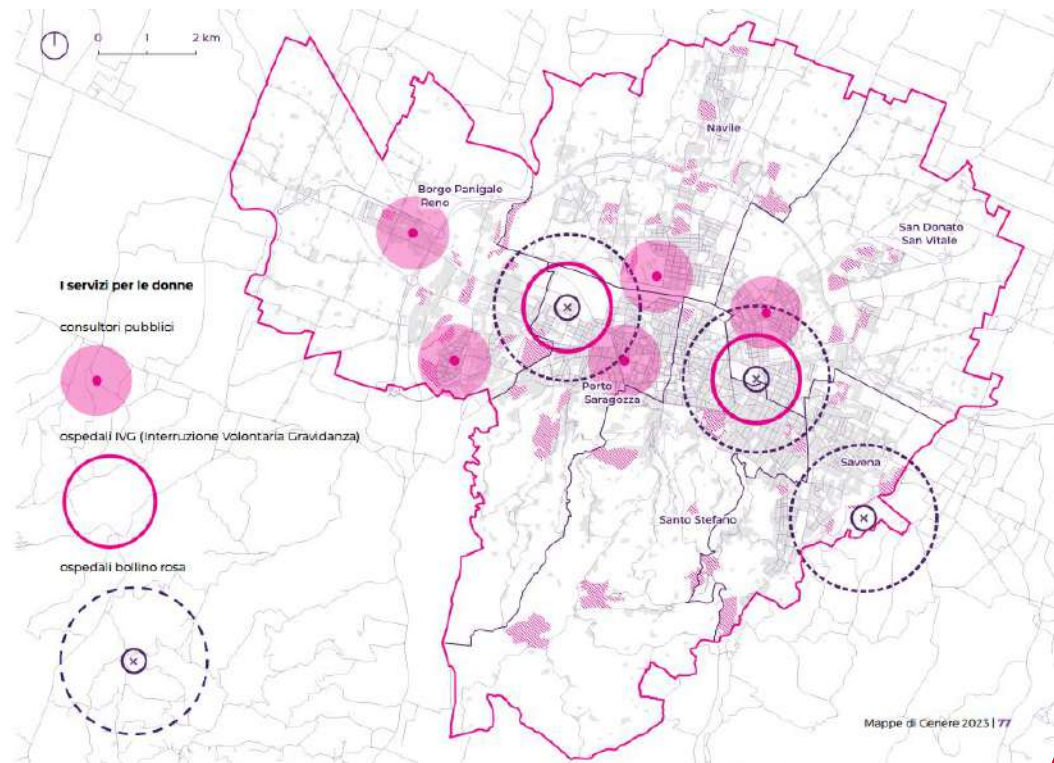 0 1 2 km
Navile
Borgo Panigale
Reno
San Donato
San Vitale
I servizi per le donne
consultori pubblici
Porto
Saragozza
ospedali IVG (Interruzione Volontaria Gravidanza)
Savena
Santo Stefano
ospedali bollino rosa
Mappe di Genere 2023 | 77